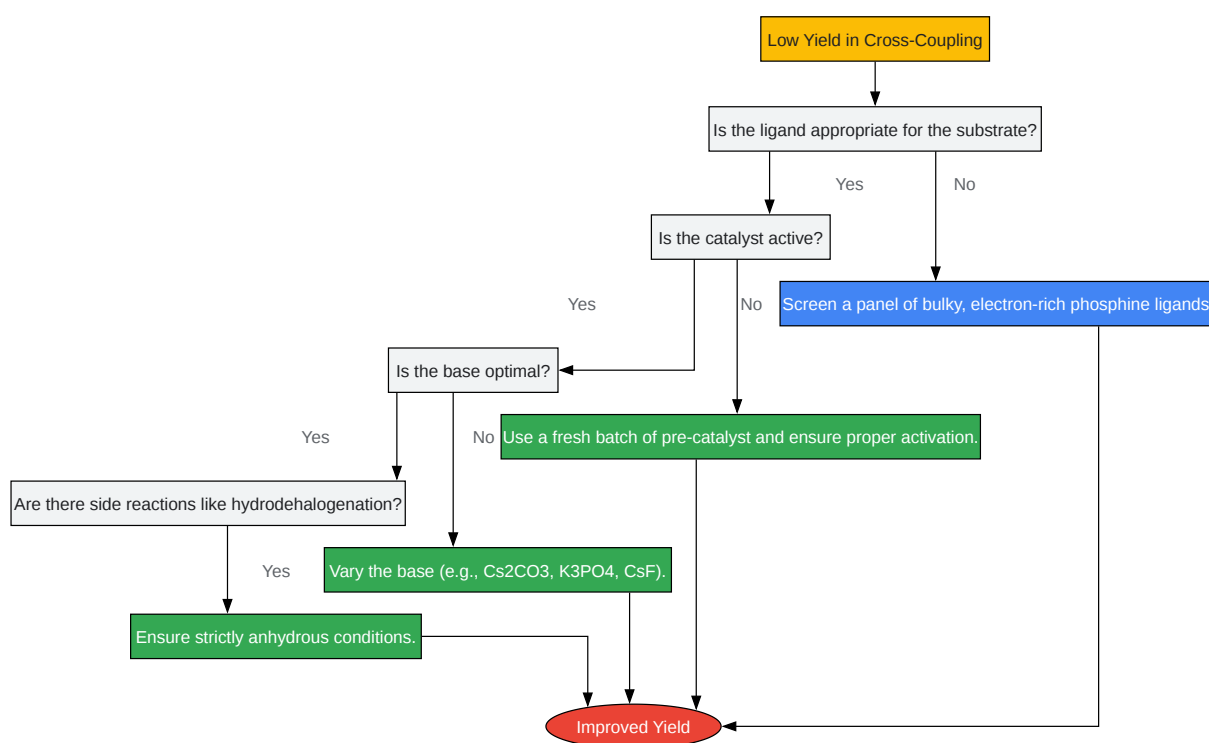 Low Yield in Cross-Coupling
Is the ligand appropriate for the substrate?
Yes
No
Is the catalyst active?
Yes
No
Screen a panel of bulky, electron-rich phosphine ligands
Is the base optimal?
Yes
No
Use a fresh batch of pre-catalyst and ensure proper activation.
Are there side reactions like hydrodehalogenation?
Yes
Vary the base (e.g., Cs2CO3, K3PO4, CsF).
Ensure strictly anhydrous conditions.
Improved Yield